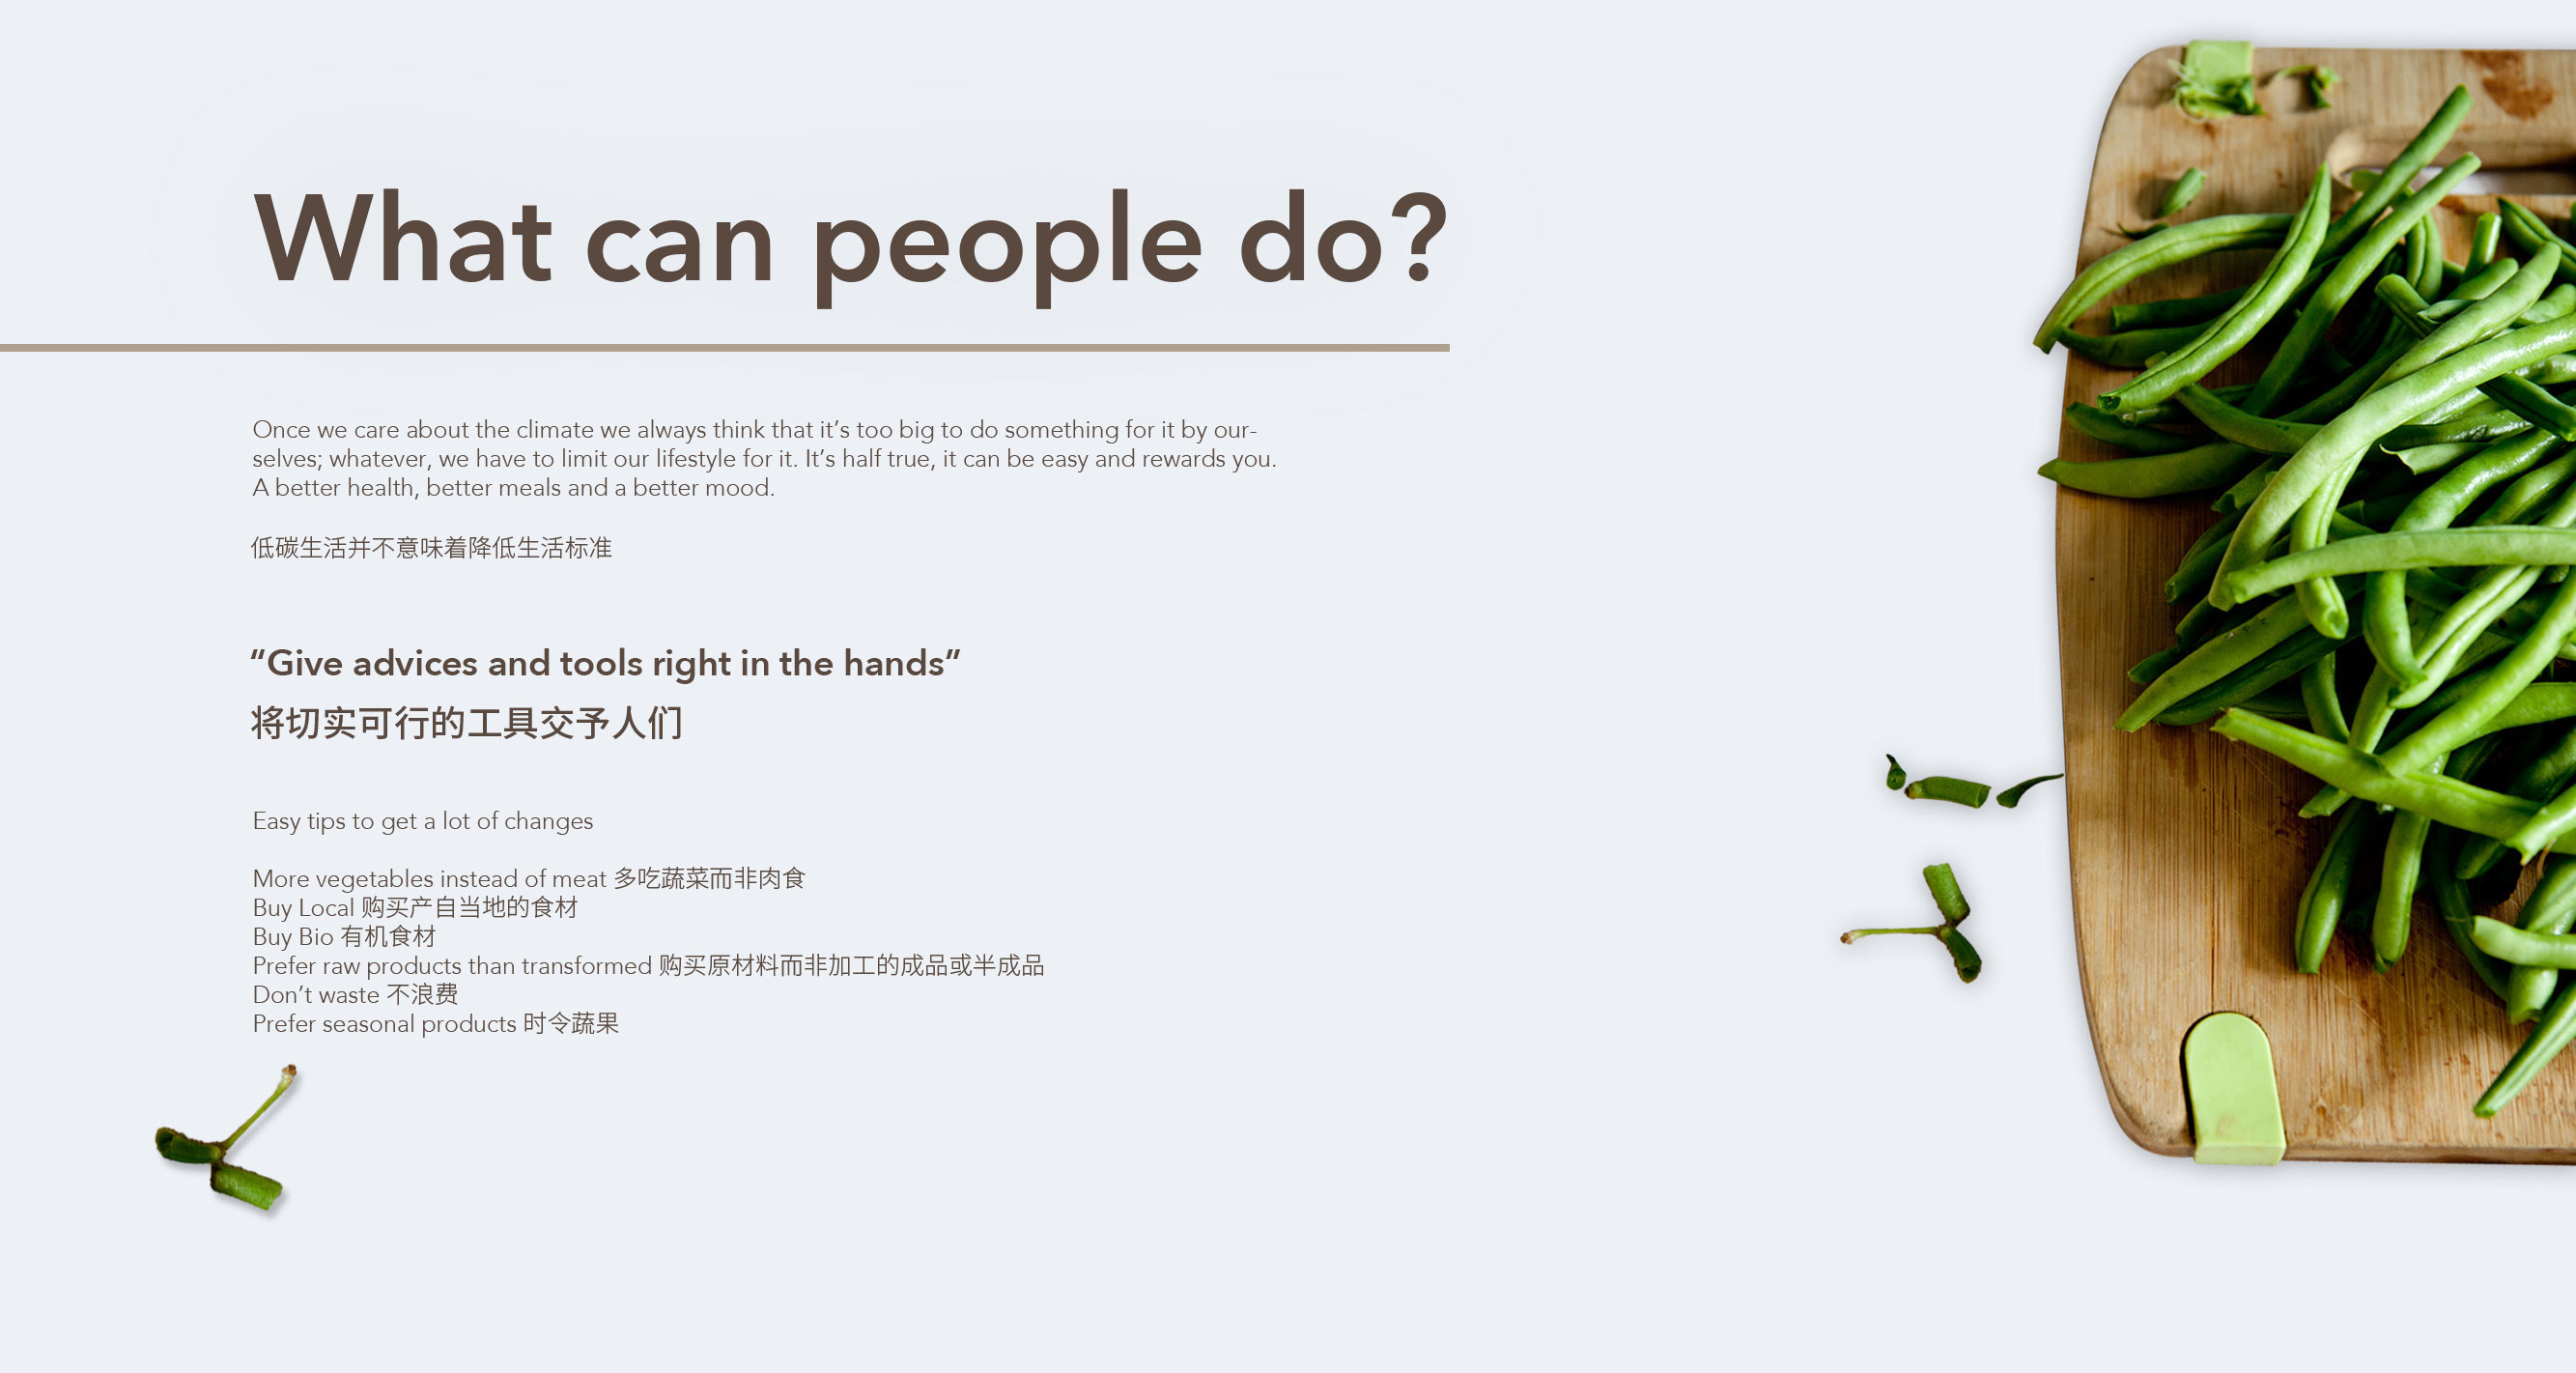 What can people do?
Once we care about the climate we always think that it’s too big to do something for it by our-
selves; whatever, we have to limit our lifestyle for it. It’s half true, it can be easy and rewards you.
A better health, better meals and a better mood.
低碳生活并不意味着降低生活标准
“Give advices and tools right in the hands”
将切实可行的工具交予人们
Easy tips to get a lot of changes
More vegetables instead of meat 多吃蔬菜而非肉食
Buy Local 购买产自当地的食材
Buy Bio 有机食材
Prefer raw products than transformed 购买原材料而非加工的成品或半成品
Don’t waste 不浪费
Prefer seasonal products 时令蔬果